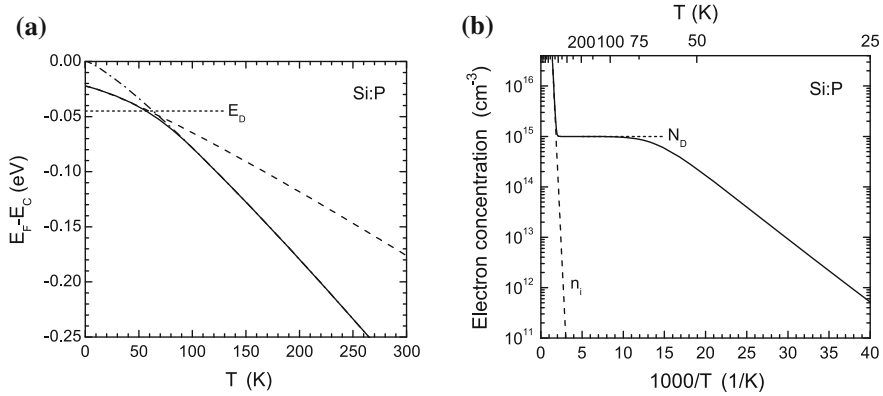 (a)
0.00
-0.05
-0.10
-0.15
-0.20
-0.25
E_F-E_C (eV)
Si:P
E_D
0 50 100 150 200 250 300
T (K)
(b)
T (K)
200 100 75 50 25
10^16
10^15
10^14
10^13
10^12
10^11
Electron concentration (cm^-3)
Si:P
N_D
n_i
0 5 10 15 20 25 30 35 40
1000/T (1/K)